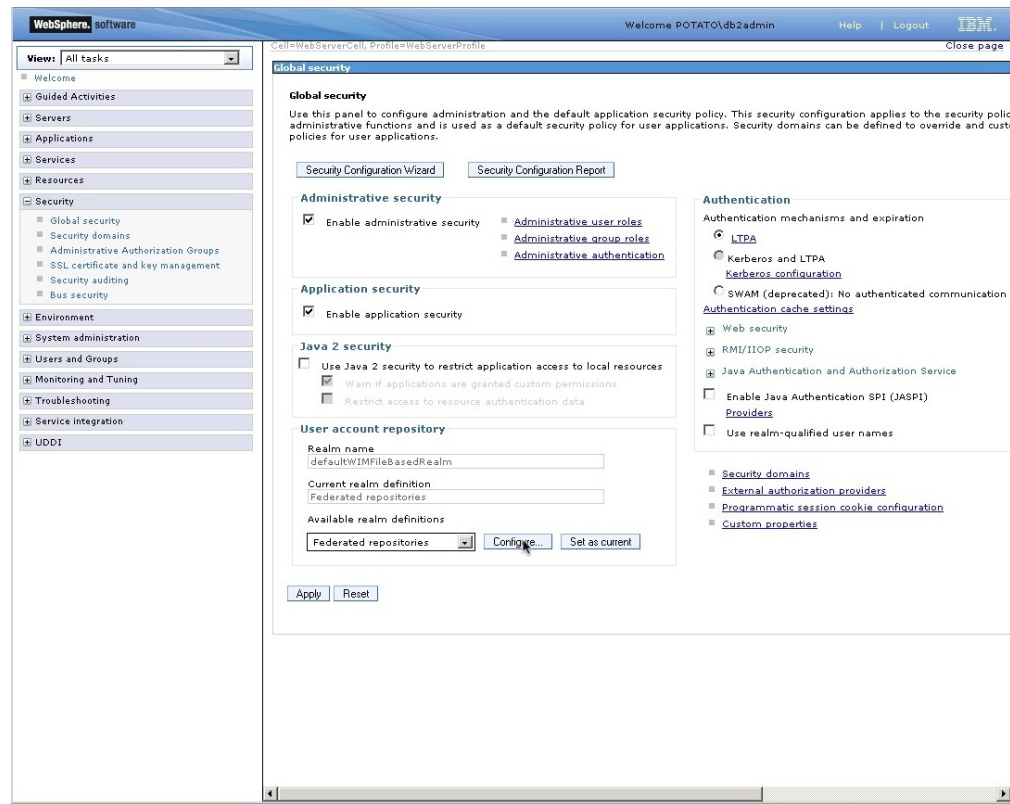 WebSphere. software
Welcome POTATO\db2admin
Help | Logout
IBM.
View: All tasks
Welcome
Guided Activities
Servers
Applications
Services
Resources
Security
Global security
Security domains
Administrative Authorization Groups
SSL certificate and key management
Security auditing
Bus security
Environment
System administration
Users and Groups
Monitoring and Tuning
Troubleshooting
Service integration
UDDI
Cell=WebServerCell, Profile=WebServerProfile
Close page
Global security
Global security
Use this panel to configure administration and the default application security policy. This security configuration applies to the security polic
administrative functions and is used as a default security policy for user applications. Security domains can be defined to override and cust
policies for user applications.
Security Configuration Wizard
Security Configuration Report
Administrative security
Enable administrative security
Administrative user roles
Administrative group roles
Administrative authentication
Application security
Enable application security
Java 2 security
Use Java 2 security to restrict application access to local resources
Warn if applications are granted custom permissions
Restrict access to resource authentication data
User account repository
Realm name
defaultWIMFileBasedRealm
Current realm definition
Federated repositories
Available realm definitions
Federated repositories
Configure...
Set as current
Apply
Reset
Authentication
Authentication mechanisms and expiration
LTPA
Kerberos and LTPA
Kerberos configuration
SWAM (deprecated): No authenticated communication
Authentication cache settings
Web security
RMI/IIOP security
Java Authentication and Authorization Service
Enable Java Authentication SPI (JASPI)
Providers
Use realm-qualified user names
Security domains
External authorization providers
Programmatic session cookie configuration
Custom properties